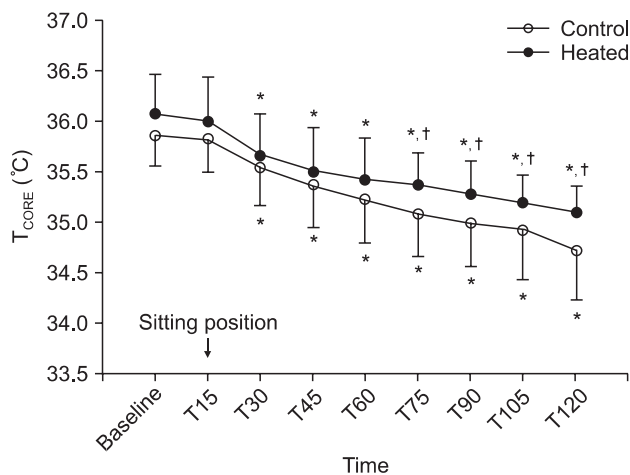 Control
Heated
37.0
36.5
36.0
35.5
35.0
34.5
34.0
33.5
T_CORE (°C)
* * * *,† *,† *,† *,†
* * * * * * *
Sitting position
Baseline T15 T30 T45 T60 T75 T90 T105 T120
Time